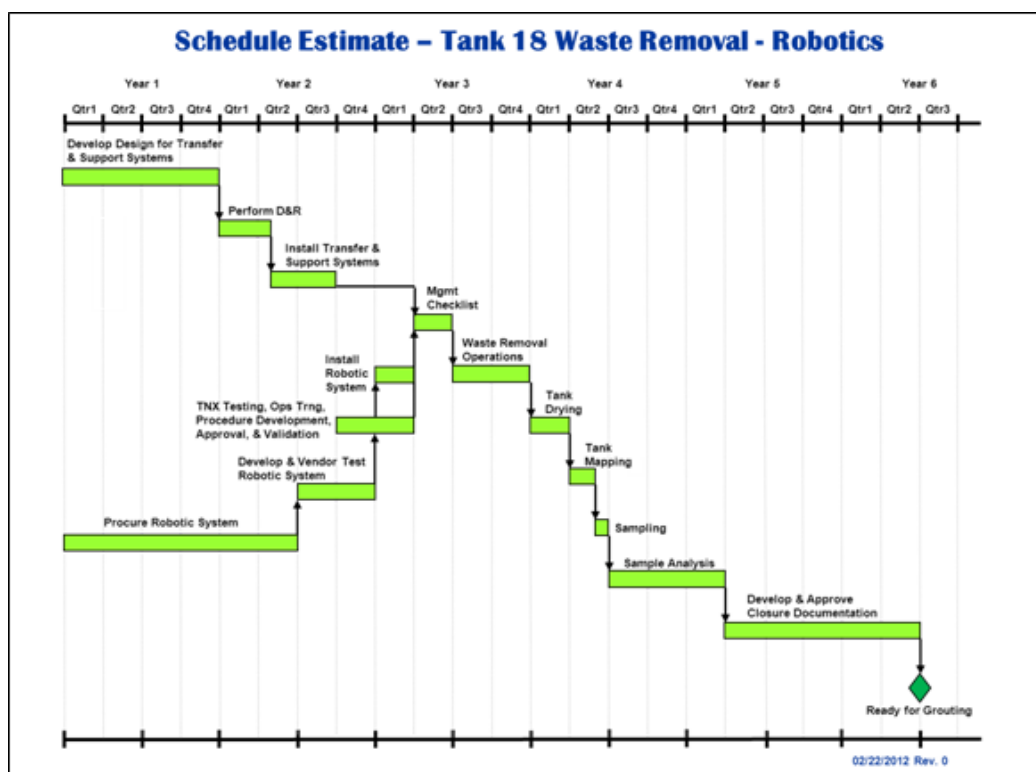 Schedule Estimate – Tank 18 Waste Removal - Robotics
Year 1 Year 2 Year 3 Year 4 Year 5 Year 6
Qtr1 Qtr2 Qtr3 Qtr4 Qtr1 Qtr2 Qtr3 Qtr4 Qtr1 Qtr2 Qtr3 Qtr4 Qtr1 Qtr2 Qtr3 Qtr4 Qtr1 Qtr2 Qtr3 Qtr4 Qtr1 Qtr2 Qtr3
Develop Design for Transfer
& Support Systems
Perform D&R
Install Transfer &
Support Systems
Mgmt
Checklist
Waste Removal
Operations
Install
Robotic
System
Tank
Drying
TNX Testing, Ops Trng,
Procedure Development,
Approval, & Validation
Tank
Mapping
Develop & Vendor Test
Robotic System
Procure Robotic System
Sampling
Sample Analysis
Develop & Approve
Closure Documentation
Ready for Grouting
02/22/2012 Rev. 0